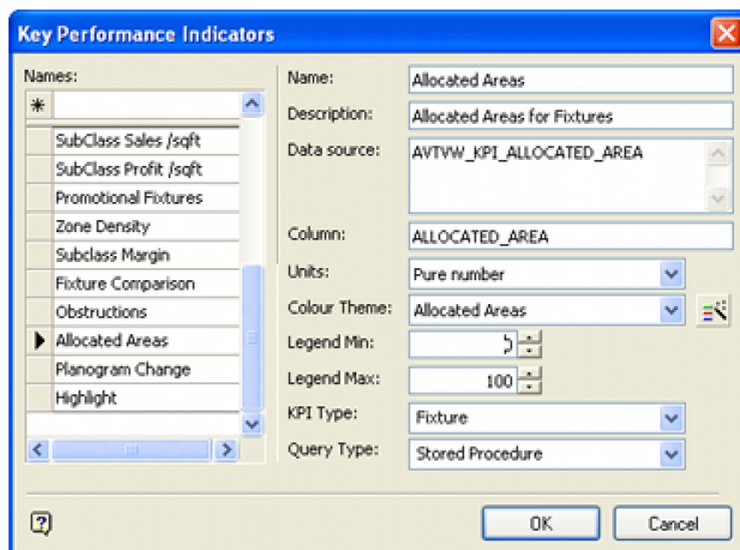 Key Performance Indicators
Names:
SubClass Sales /sqft
SubClass Profit /sqft
Promotional Fixtures
Zone Density
Subclass Margin
Fixture Comparison
Obstructions
Allocated Areas
Planogram Change
Highlight
Name: Allocated Areas
Description: Allocated Areas for Fixtures
Data source: AVTVW_KPI_ALLOCATED_AREA
Column: ALLOCATED_AREA
Units: Pure number
Colour Theme: Allocated Areas
Legend Min:
Legend Max: 100
KPI Type: Fixture
Query Type: Stored Procedure
OK Cancel